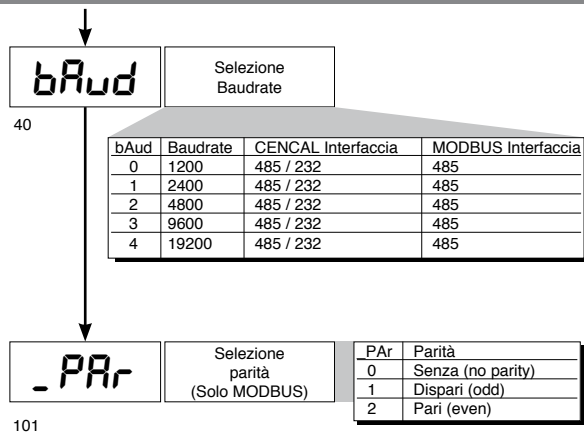 bAud
Selezione
Baudrate
40
bAud Baudrate CENCAL Interfaccia MODBUS Interfaccia
0 1200 485 / 232 485
1 2400 485 / 232 485
2 4800 485 / 232 485
3 9600 485 / 232 485
4 19200 485 / 232 485
_PAr
Selezione
parità
(Solo MODBUS)
_PAr Parità
0 Senza (no parity)
1 Dispari (odd)
2 Pari (even)
101